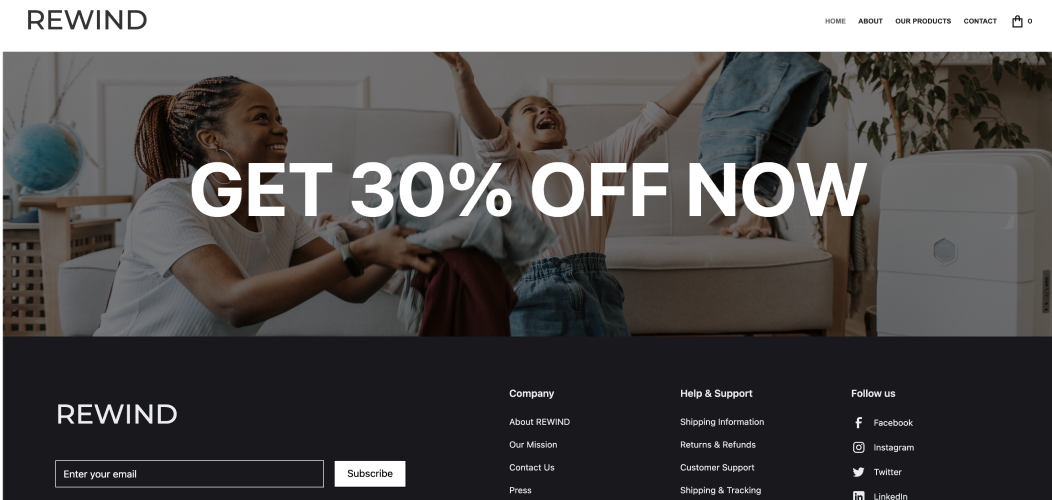 REWIND
HOME ABOUT OUR PRODUCTS CONTACT 0
GET 30% OFF NOW
REWIND
Enter your email
Subscribe
Company
About REWIND
Our Mission
Contact Us
Press
Help & Support
Shipping Information
Returns & Refunds
Customer Support
Shipping & Tracking
Follow us
Facebook
Instagram
Twitter
LinkedIn